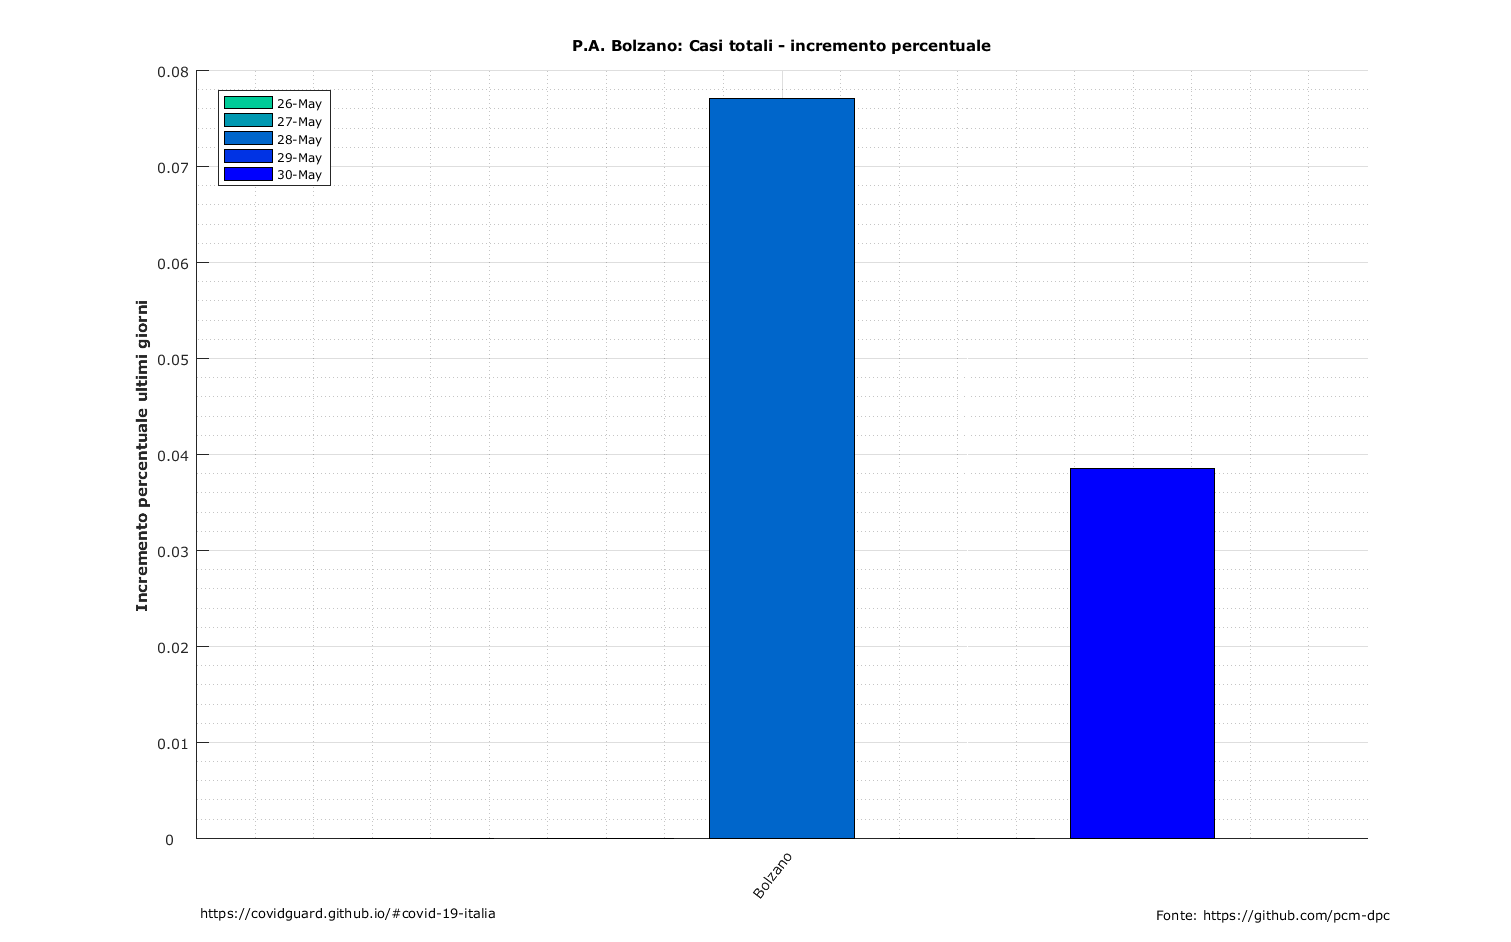 P.A. Bolzano: Casi totali - incremento percentuale
0.08
0.07
0.06
0.05
0.04
0.03
0.02
0.01
0
Incremento percentuale ultimi giorni
26-May
27-May
28-May
29-May
30-May
Bolzano
https://covidguard.github.io/#covid-19-italia
Fonte: https://github.com/pcm-dpc